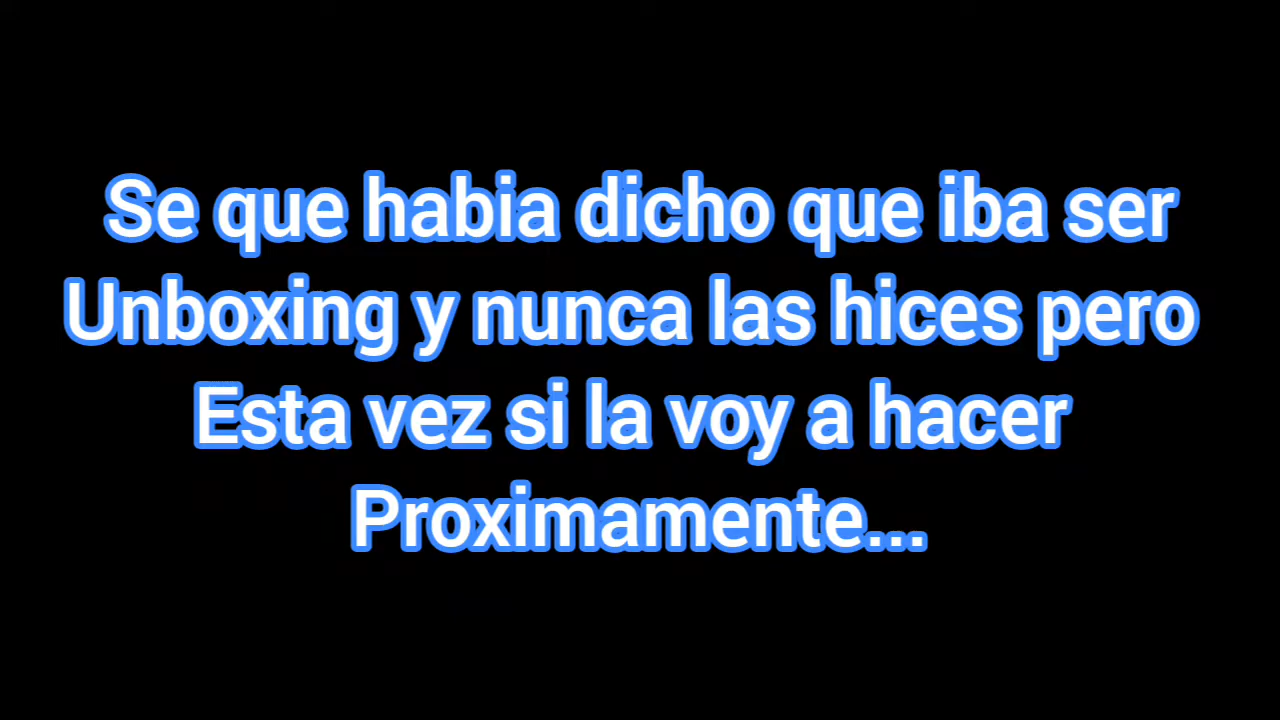 Se que habia dicho que iba ser
Unboxing y nunca las hices pero
Esta vez si la voy a hacer
Proximamente...